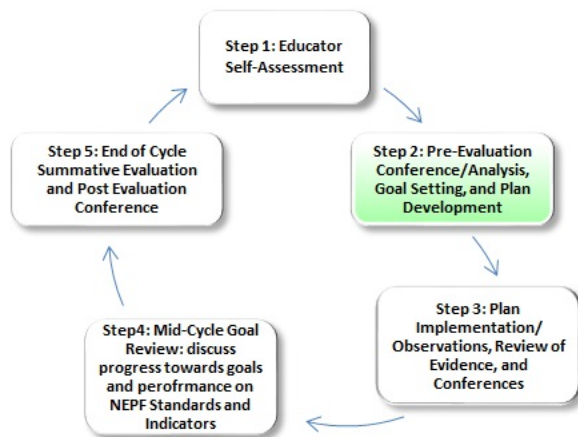 Step 1: Educator
Self-Assessment
Step 2: Pre-Evaluation
Conference/Analysis,
Goal Setting, and Plan
Development
Step 3: Plan
Implementation/
Observations, Review of
Evidence, and
Conferences
Step4: Mid-Cycle Goal
Review: discuss
progress towards goals
and perofrmance on
NEPF Standards and
Indicators
Step 5: End of Cycle
Summative Evaluation
and Post Evaluation
Conference